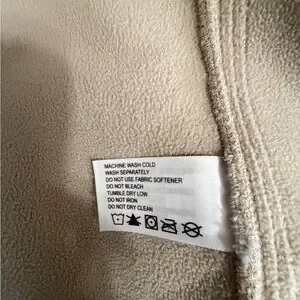 MACHINE WASH COLD
WASH SEPARATELY
DO NOT USE FABRIC SOFTENER
DO NOT BLEACH
TUMBLE DRY LOW
DO NOT IRON
DO NOT DRY CLEAN